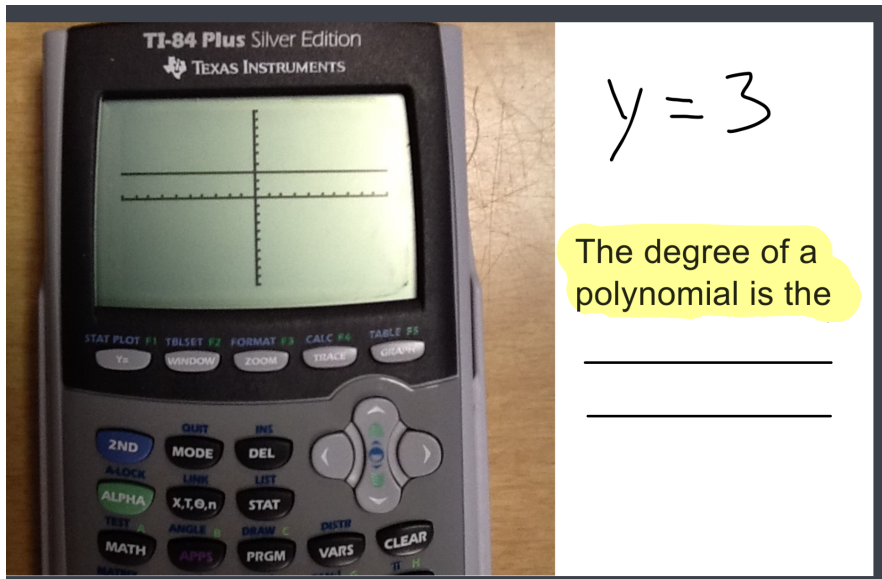 TI-84 Plus Silver Edition
TEXAS INSTRUMENTS
STAT PLOT F1 TBLSET F2 FORMAT F3 CALC F4 TABLE F5
Y= WINDOW ZOOM TRACE GRAPH
QUIT INS
2ND MODE DEL
A-LOCK LINK LIST
ALPHA X,T,Θ,n STAT
TEST A ANGLE B DRAW C DISTR
MATH APPS PRGM VARS CLEAR
MATRIX
H
y = 3
The degree of a
polynomial is the